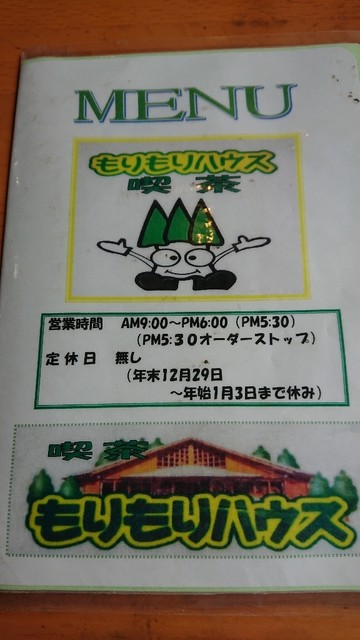 MENU
もりもりハウス
喫茶
営業時間 AM9:00～PM6:00（PM5:30）
（PM5:30オーダーストップ）
定休日 無し
（年末12月29日
～年始1月3日まで休み）
喫茶
もりもりハウス